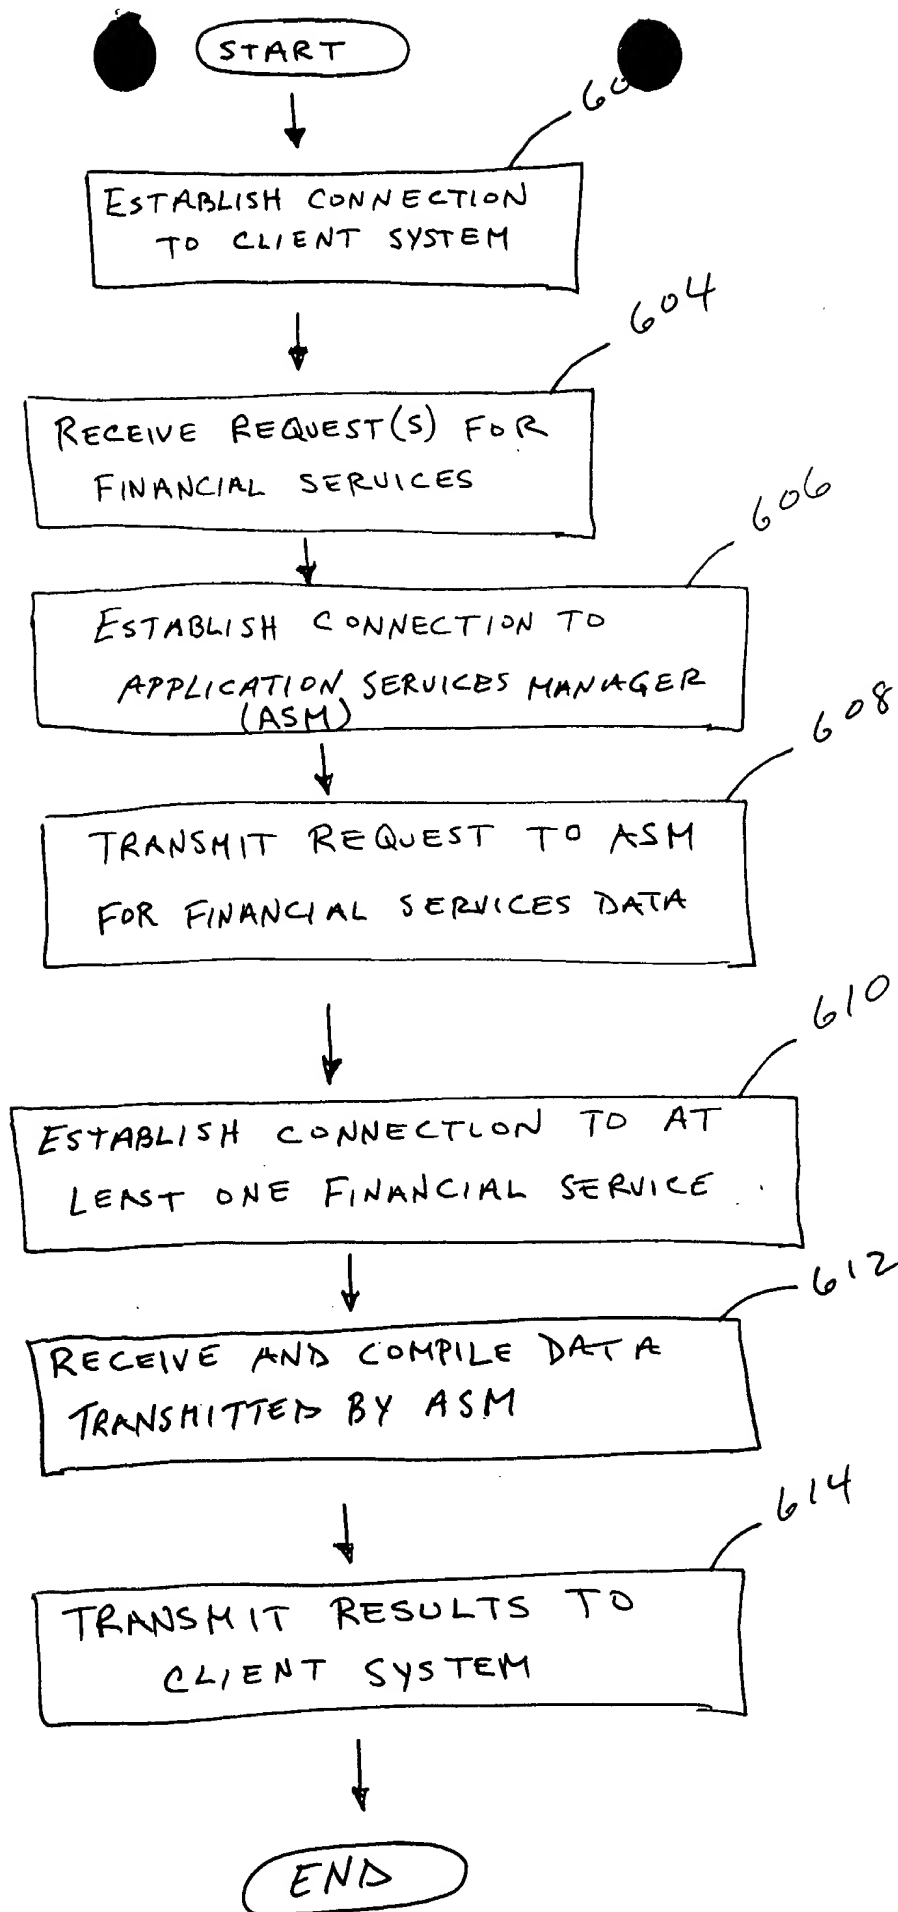 START
ESTABLISH CONNECTION
TO CLIENT SYSTEM
604
RECEIVE REQUEST(S) FOR
FINANCIAL SERVICES
606
ESTABLISH CONNECTION TO
APPLICATION SERVICES MANAGER
(ASM)
608
TRANSMIT REQUEST TO ASM
FOR FINANCIAL SERVICES DATA
610
ESTABLISH CONNECTION TO AT
LEAST ONE FINANCIAL SERVICE
612
RECEIVE AND COMPILE DATA
TRANSMITTED BY ASM
614
TRANSMIT RESULTS TO
CLIENT SYSTEM
END